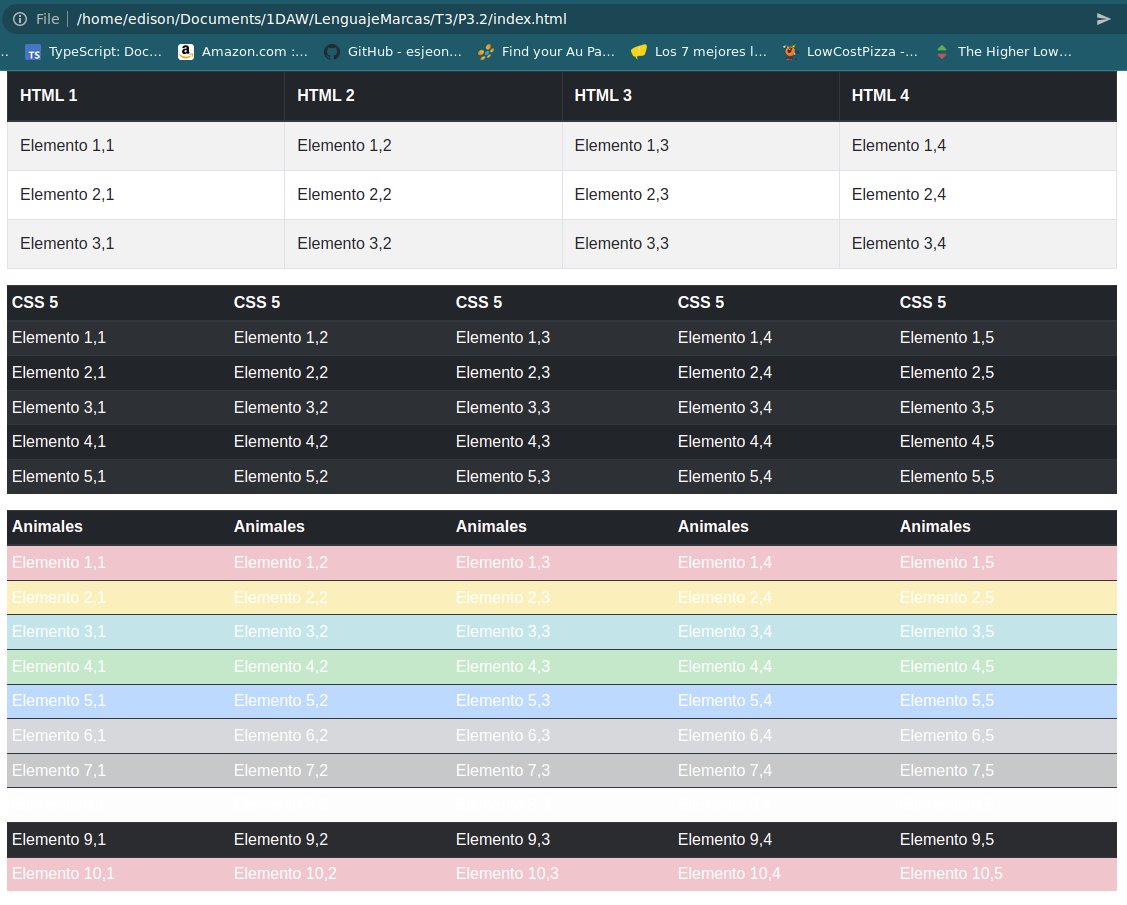 File | /home/edison/Documents/1DAW/LenguajeMarcas/T3/P3.2/index.html
.. TypeScript: Doc... Amazon.com :... GitHub - esjeon... Find your Au Pa... Los 7 mejores l... LowCostPizza -... The Higher Low...
HTML 1 HTML 2 HTML 3 HTML 4
Elemento 1,1 Elemento 1,2 Elemento 1,3 Elemento 1,4
Elemento 2,1 Elemento 2,2 Elemento 2,3 Elemento 2,4
Elemento 3,1 Elemento 3,2 Elemento 3,3 Elemento 3,4
CSS 5 CSS 5 CSS 5 CSS 5 CSS 5
Elemento 1,1 Elemento 1,2 Elemento 1,3 Elemento 1,4 Elemento 1,5
Elemento 2,1 Elemento 2,2 Elemento 2,3 Elemento 2,4 Elemento 2,5
Elemento 3,1 Elemento 3,2 Elemento 3,3 Elemento 3,4 Elemento 3,5
Elemento 4,1 Elemento 4,2 Elemento 4,3 Elemento 4,4 Elemento 4,5
Elemento 5,1 Elemento 5,2 Elemento 5,3 Elemento 5,4 Elemento 5,5
Animales Animales Animales Animales Animales
Elemento 1,1 Elemento 1,2 Elemento 1,3 Elemento 1,4 Elemento 1,5
Elemento 2,1 Elemento 2,2 Elemento 2,3 Elemento 2,4 Elemento 2,5
Elemento 3,1 Elemento 3,2 Elemento 3,3 Elemento 3,4 Elemento 3,5
Elemento 4,1 Elemento 4,2 Elemento 4,3 Elemento 4,4 Elemento 4,5
Elemento 5,1 Elemento 5,2 Elemento 5,3 Elemento 5,4 Elemento 5,5
Elemento 6,1 Elemento 6,2 Elemento 6,3 Elemento 6,4 Elemento 6,5
Elemento 7,1 Elemento 7,2 Elemento 7,3 Elemento 7,4 Elemento 7,5
Elemento 9,1 Elemento 9,2 Elemento 9,3 Elemento 9,4 Elemento 9,5
Elemento 10,1 Elemento 10,2 Elemento 10,3 Elemento 10,4 Elemento 10,5